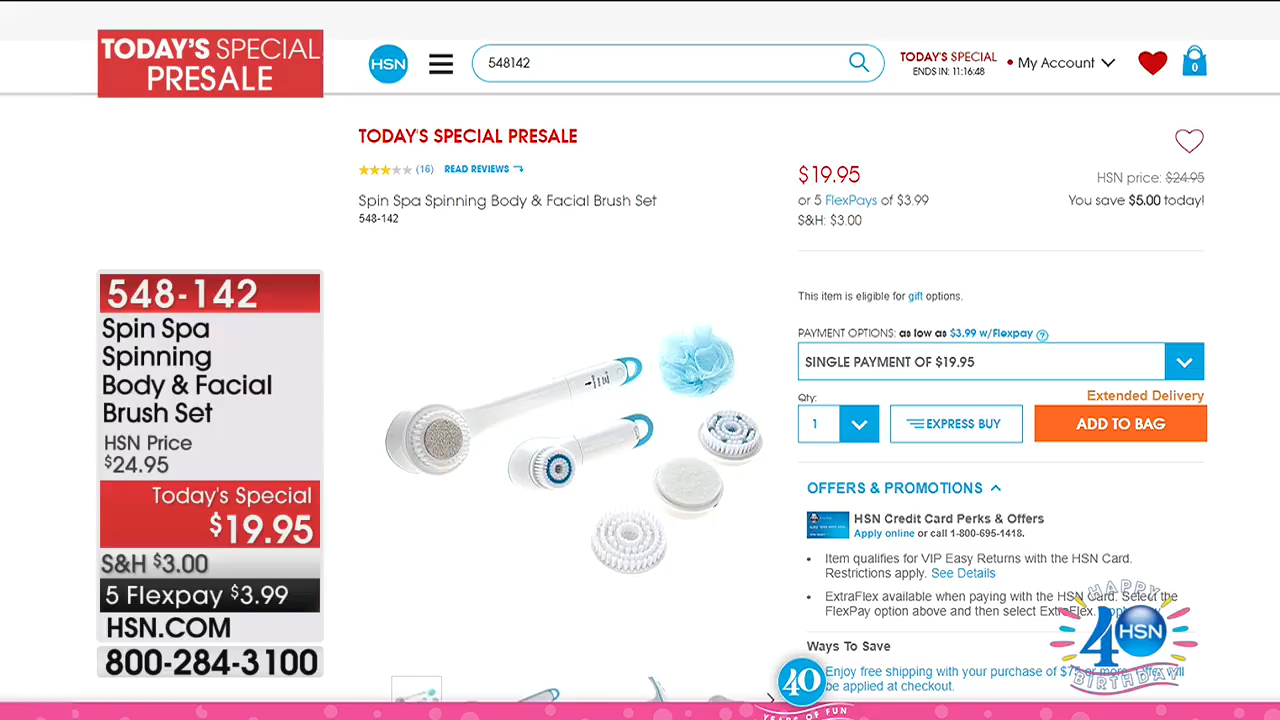 TODAY'S SPECIAL
PRESALE
HSN
548142
TODAY'S SPECIAL
ENDS IN: 11:16:48
My Account
0
TODAY'S SPECIAL PRESALE
(16) READ REVIEWS
Spin Spa Spinning Body & Facial Brush Set
548-142
$19.95
HSN price: $24.95
or 5 FlexPays of $3.99
You save $5.00 today!
S&H: $3.00
This item is eligible for gift options.
PAYMENT OPTIONS: as low as $3.99 w/Flexpay ?
SINGLE PAYMENT OF $19.95
Qty:
Extended Delivery
1
EXPRESS BUY
ADD TO BAG
OFFERS & PROMOTIONS
HSN Credit Card Perks & Offers
Apply online or call 1-800-695-1418.
• Item qualifies for VIP Easy Returns with the HSN Card.
Restrictions apply. See Details
• ExtraFlex available when paying with the HSN Card. Select the
FlexPay option above and then select ExtraFlex.
Ways To Save
Enjoy free shipping with your purchase of $75 or more. Offer will
be applied at checkout.
548-142
Spin Spa
Spinning
Body & Facial
Brush Set
HSN Price
$24.95
Today's Special
$19.95
S&H $3.00
5 Flexpay $3.99
HSN.COM
800-284-3100
HAPPY
40 HSN
BIRTHDAY
40
YEARS OF FUN